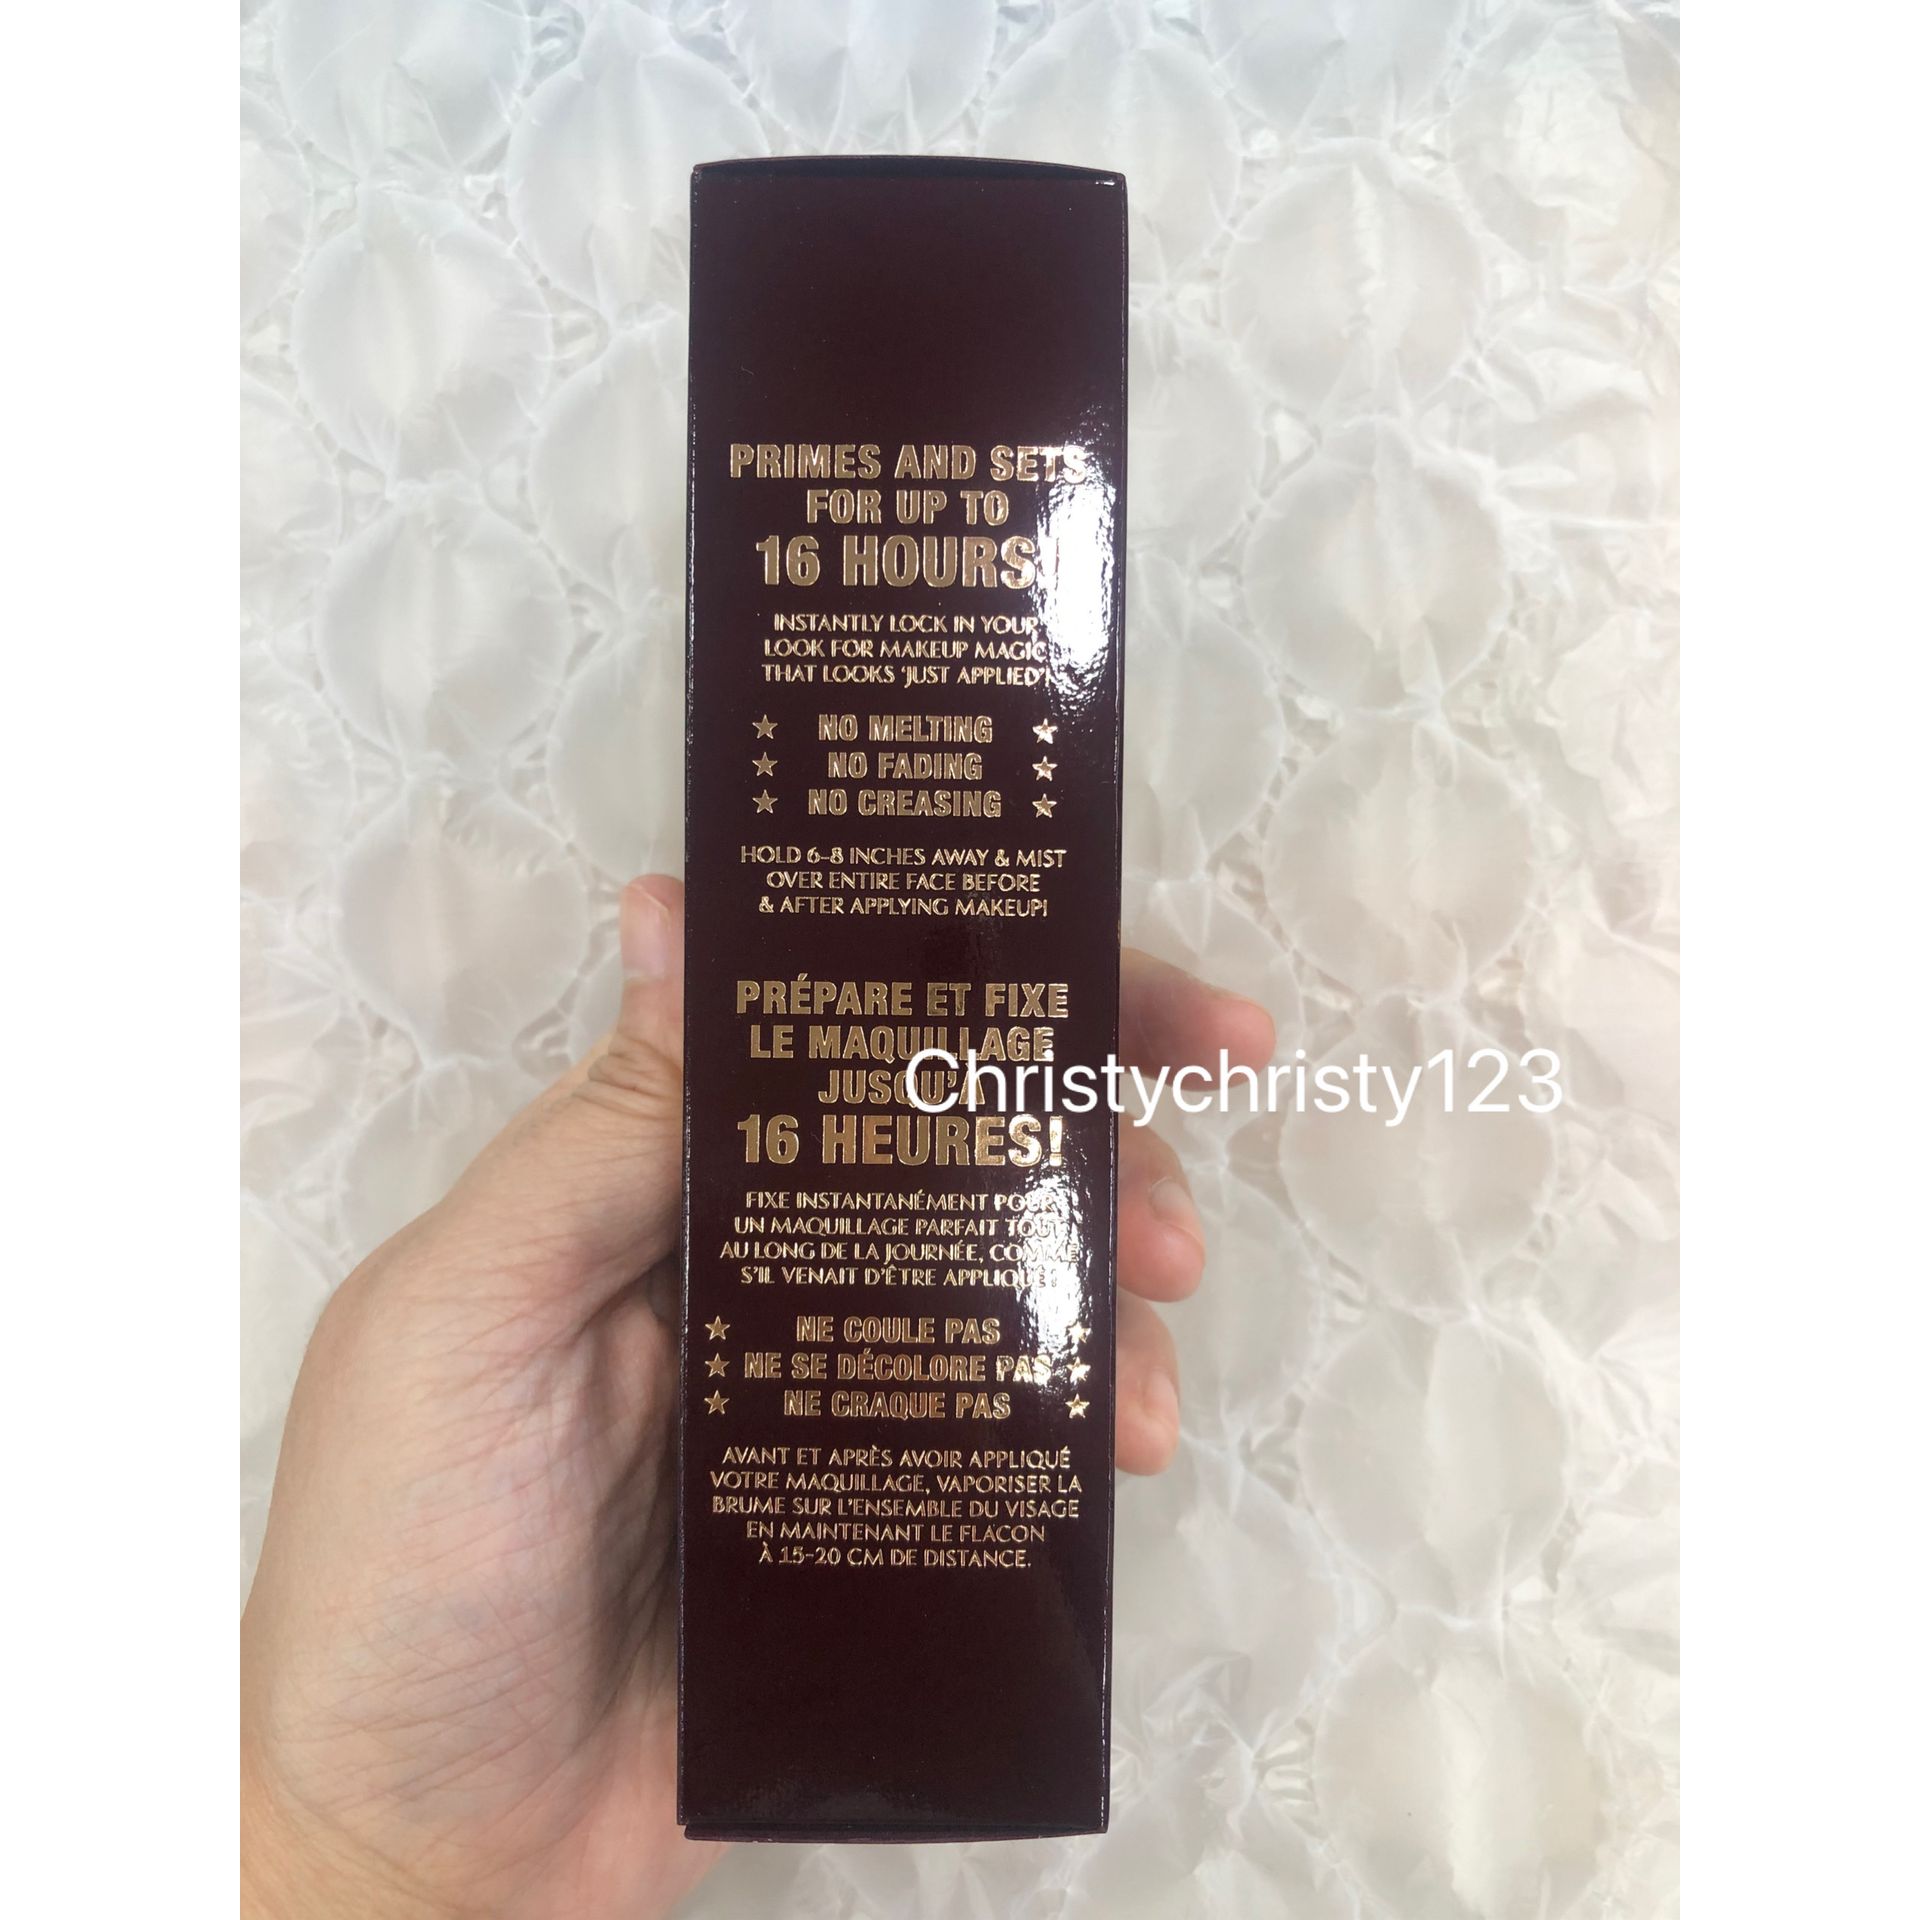 PRIMES AND SETS
FOR UP TO
16 HOURS!
INSTANTLY LOCK IN YOUR
LOOK FOR MAKEUP MAGIC
THAT LOOKS ‘JUST APPLIED’!
NO MELTING
NO FADING
NO CREASING
HOLD 6-8 INCHES AWAY & MIST
OVER ENTIRE FACE BEFORE
& AFTER APPLYING MAKEUP!
PRÉPARE ET FIXE
LE MAQUILLAGE
JUSQU’À
16 HEURES!
Christychristy123
FIXE INSTANTANÉMENT POUR
UN MAQUILLAGE PARFAIT TOUT
AU LONG DE LA JOURNÉE, COMME
S’IL VENAIT D’ÊTRE APPLIQUÉ!
NE COULE PAS
NE SE DÉCOLORE PAS
NE CRAQUE PAS
AVANT ET APRÈS AVOIR APPLIQUÉ
VOTRE MAQUILLAGE, VAPORISER LA
BRUME SUR L’ENSEMBLE DU VISAGE
EN MAINTENANT LE FLACON
À 15-20 CM DE DISTANCE.